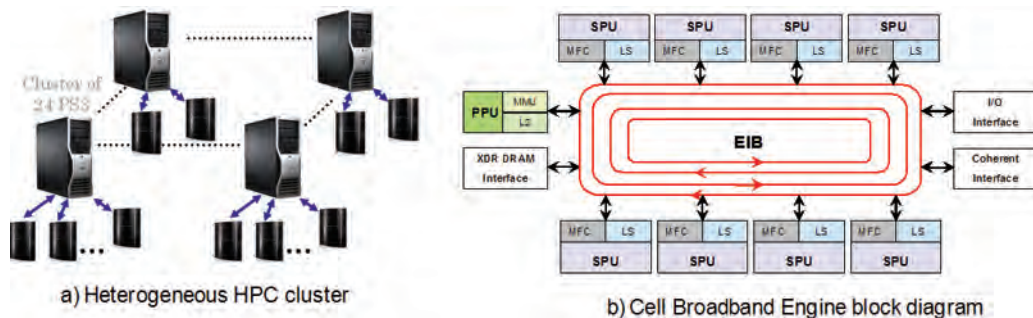 Cluster of
24 PS3
a) Heterogeneous HPC cluster
SPU SPU SPU SPU
MFC LS MFC LS MFC LS MFC LS
PPU MMU
LS
I/O
Interface
EIB
XDR DRAM
Interface
Coherent
Interface
MFC LS MFC LS MFC LS MFC LS
SPU SPU SPU SPU
b) Cell Broadband Engine block diagram